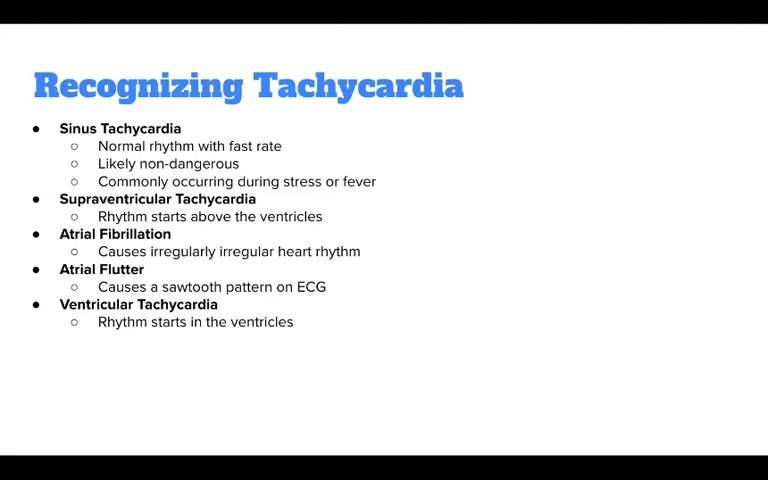 Recognizing Tachycardia
● Sinus Tachycardia
○ Normal rhythm with fast rate
○ Likely non-dangerous
○ Commonly occurring during stress or fever
● Supraventricular Tachycardia
○ Rhythm starts above the ventricles
● Atrial Fibrillation
○ Causes irregularly irregular heart rhythm
● Atrial Flutter
○ Causes a sawtooth pattern on ECG
● Ventricular Tachycardia
○ Rhythm starts in the ventricles